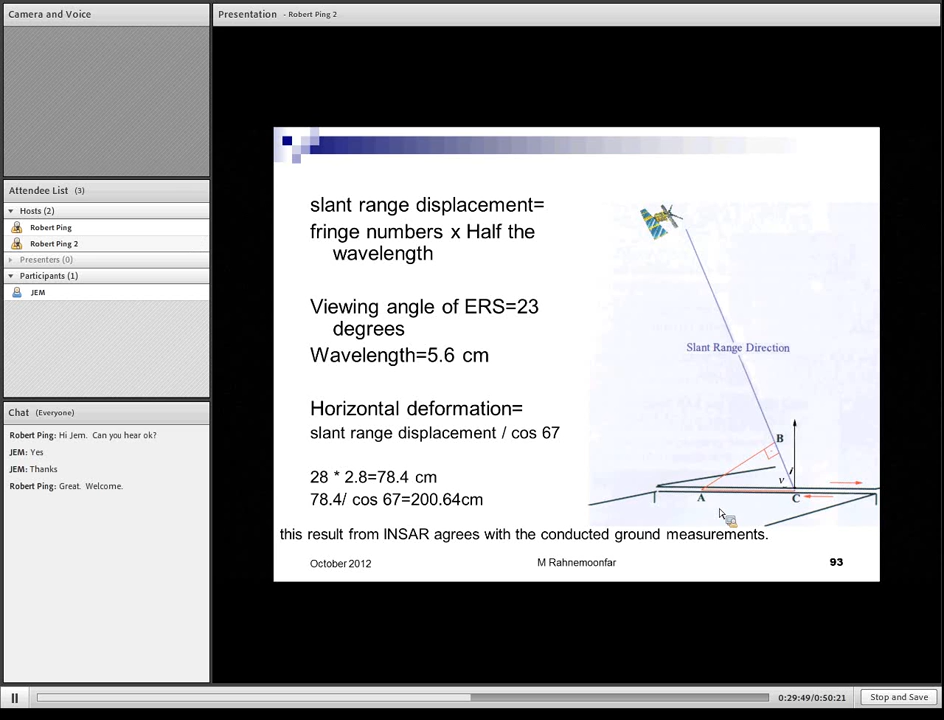 Camera and Voice
Presentation - Robert Ping 2
Attendee List (3)
Hosts (2)
Robert Ping
Robert Ping 2
Presenters (0)
Participants (1)
JEM
Chat (Everyone)
Robert Ping: Hi Jem. Can you hear ok?
JEM: Yes
JEM: Thanks
Robert Ping: Great. Welcome.
slant range displacement=
fringe numbers x Half the
wavelength
Viewing angle of ERS=23
degrees
Wavelength=5.6 cm
Horizontal deformation=
slant range displacement / cos 67
28 * 2.8=78.4 cm
78.4/ cos 67=200.64cm
Slant Range Direction
B
i
v
A
C
this result from INSAR agrees with the conducted ground measurements.
October 2012
M Rahnemoonfar
93
0:29:49/0:50:21
Stop and Save